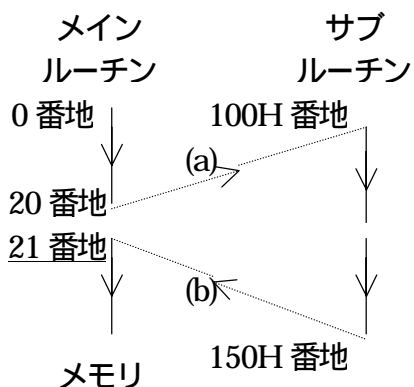 メイン
ルーチン
サブ
ルーチン
0 番地
100H 番地
(a)
20 番地
21 番地
(b)
150H 番地
メモリ